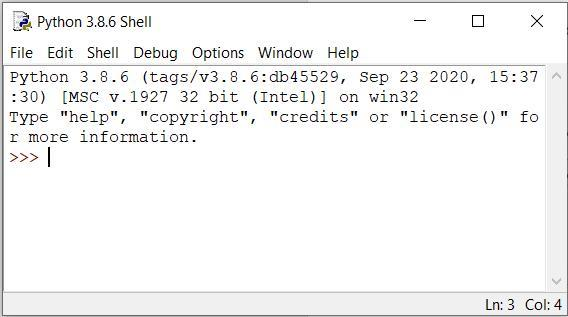 Python 3.8.6 Shell
File Edit Shell Debug Options Window Help
Python 3.8.6 (tags/v3.8.6:db45529, Sep 23 2020, 15:37
:30) [MSC v.1927 32 bit (Intel)] on win32
Type "help", "copyright", "credits" or "license()" fo
r more information.
>>>
Ln: 3 Col: 4